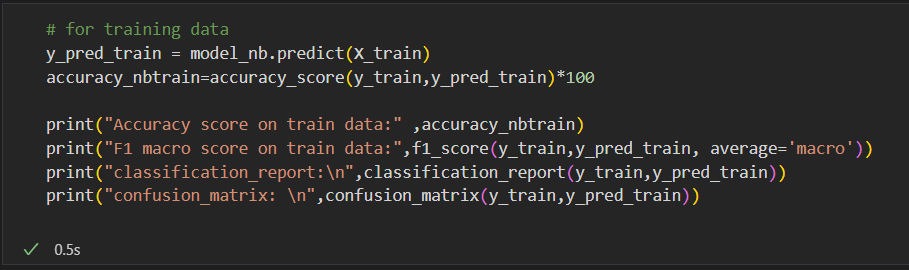 # for training data
y_pred_train = model_nb.predict(X_train)
accuracy_nbtrain=accuracy_score(y_train,y_pred_train)*100
print("Accuracy score on train data:" ,accuracy_nbtrain)
print("F1 macro score on train data:",f1_score(y_train,y_pred_train, average='macro'))
print("classification_report:\n",classification_report(y_train,y_pred_train))
print("confusion_matrix: \n",confusion_matrix(y_train,y_pred_train))
0.5s